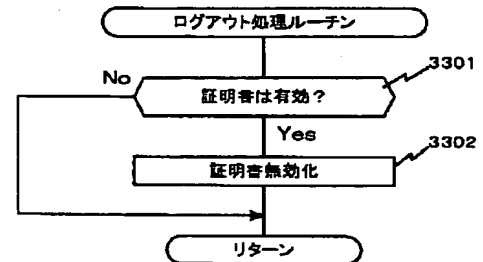 ログアウト処理ルーチン
No
3301
証明書は有効?
Yes
3302
証明書無効化
リターン